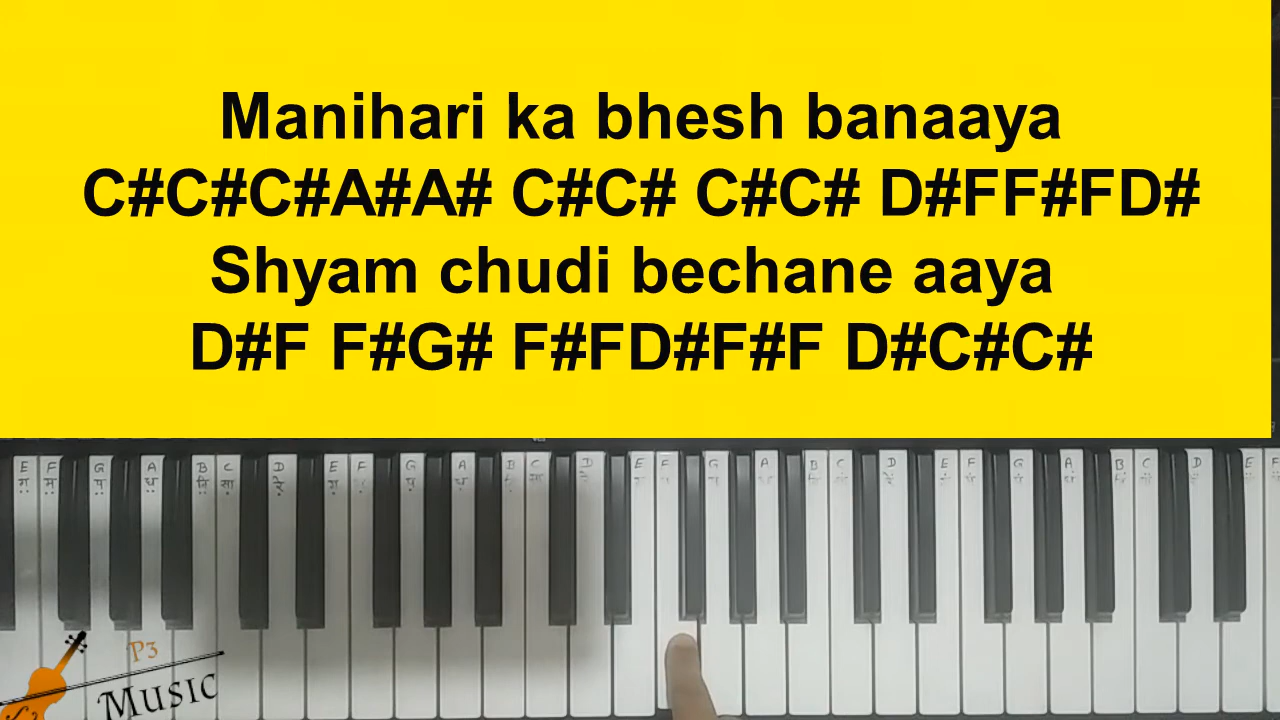 Manihari ka bhesh banaaya
C#C#C#A#A# C#C# C#C# D#FF#FD#
Shyam chudi bechane aaya
D#F F#G# F#FD#F#F D#C#C#
E F G A B C D E F G A B C D E F G A B C D E F G A B C D E F
P3
Music